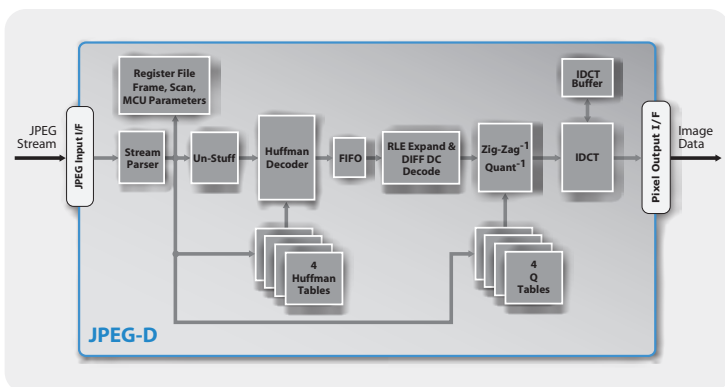 Register File
Frame, Scan,
MCU Parameters
IDCT
Buffer
JPEG
Stream
JPEG Input I/F
Stream
Parser
Un-Stuff
Huffman
Decoder
FIFO
RLE Expand &
DIFF DC
Decode
Zig-Zag⁻¹
Quant⁻¹
IDCT
Pixel Output I/F
Image
Data
4
Huffman
Tables
4
Q
Tables
JPEG-D